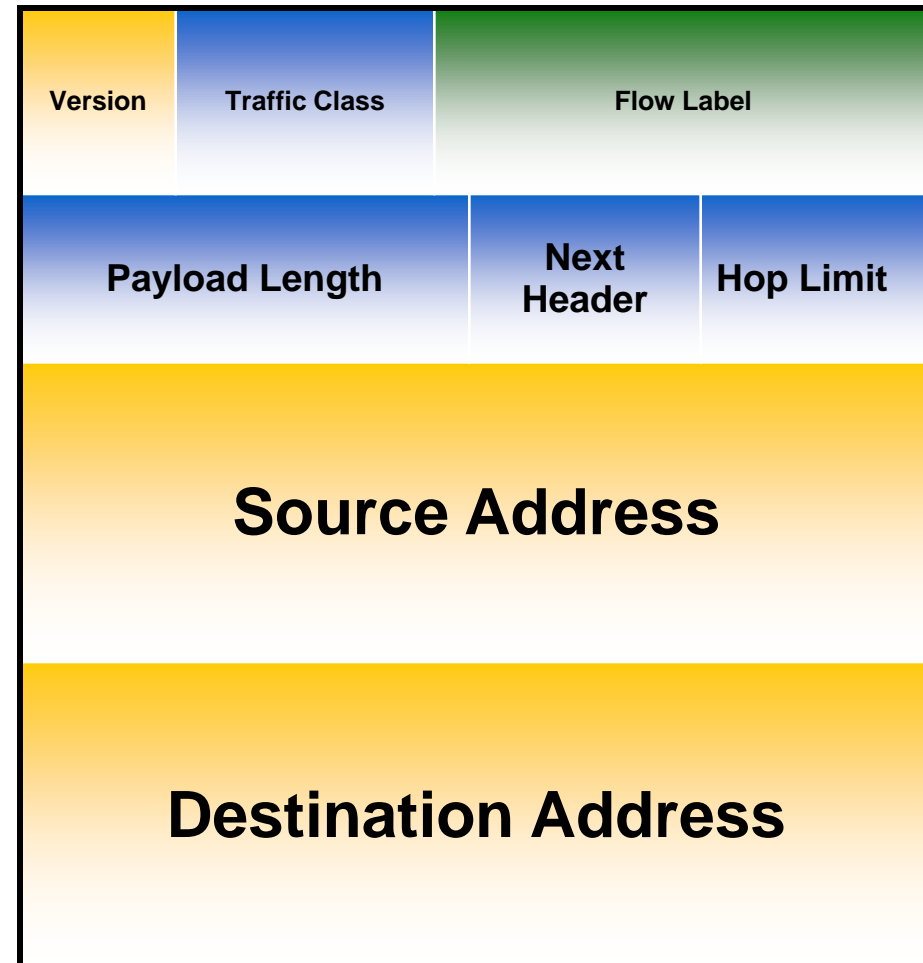 Version
Traffic Class
Flow Label
Payload Length
Next
Header
Hop Limit
Source Address
Destination Address